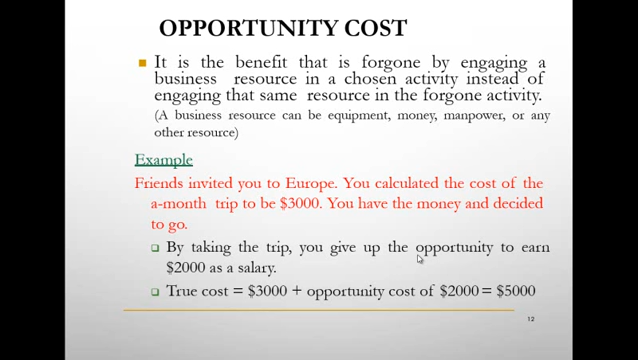 OPPORTUNITY COST
It is the benefit that is forgone by engaging a
business resource in a chosen activity instead of
engaging that same resource in the forgone activity.
(A business resource can be equipment, money, manpower, or any
other resource)
Example
Friends invited you to Europe. You calculated the cost of the
a-month trip to be $3000. You have the money and decided
to go.
By taking the trip, you give up the opportunity to earn
$2000 as a salary.
True cost = $3000 + opportunity cost of $2000 = $5000
12